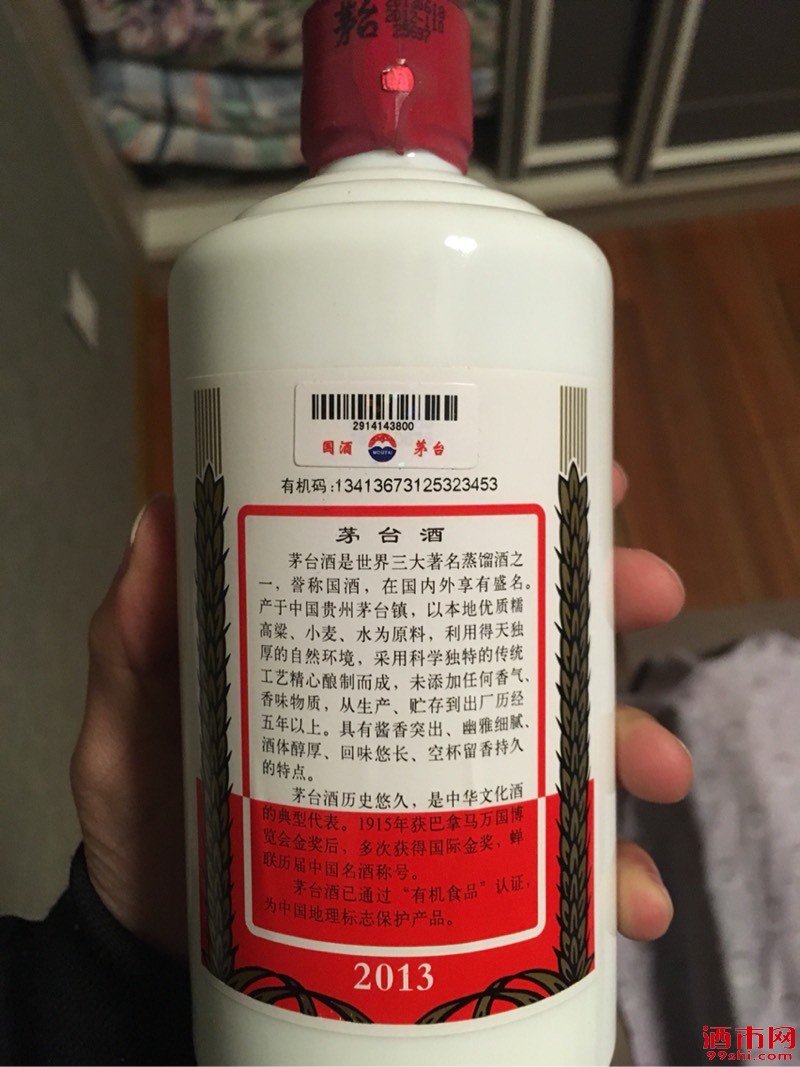 茅台
2914143800
国酒 MOUTAI 茅台
有机码:13413673125323453
茅台酒
茅台酒是世界三大著名蒸馏酒之
一,誉称国酒,在国内外享有盛名。
产于中国贵州茅台镇,以本地优质糯
高粱、小麦、水为原料,利用得天独
厚的自然环境,采用科学独特的传统
工艺精心酿制而成,未添加任何香气、
香味物质,从生产、贮存到出厂历经
五年以上。具有酱香突出、幽雅细腻、
酒体醇厚、回味悠长、空杯留香持久
的特点。
茅台酒历史悠久,是中华文化酒
的典型代表。1915年获巴拿马万国博
览会金奖后,多次获得国际金奖,蝉
联历届中国名酒称号。
茅台酒已通过“有机食品”认证,
为中国地理标志保护产品。
2013
酒市网
99shi.com